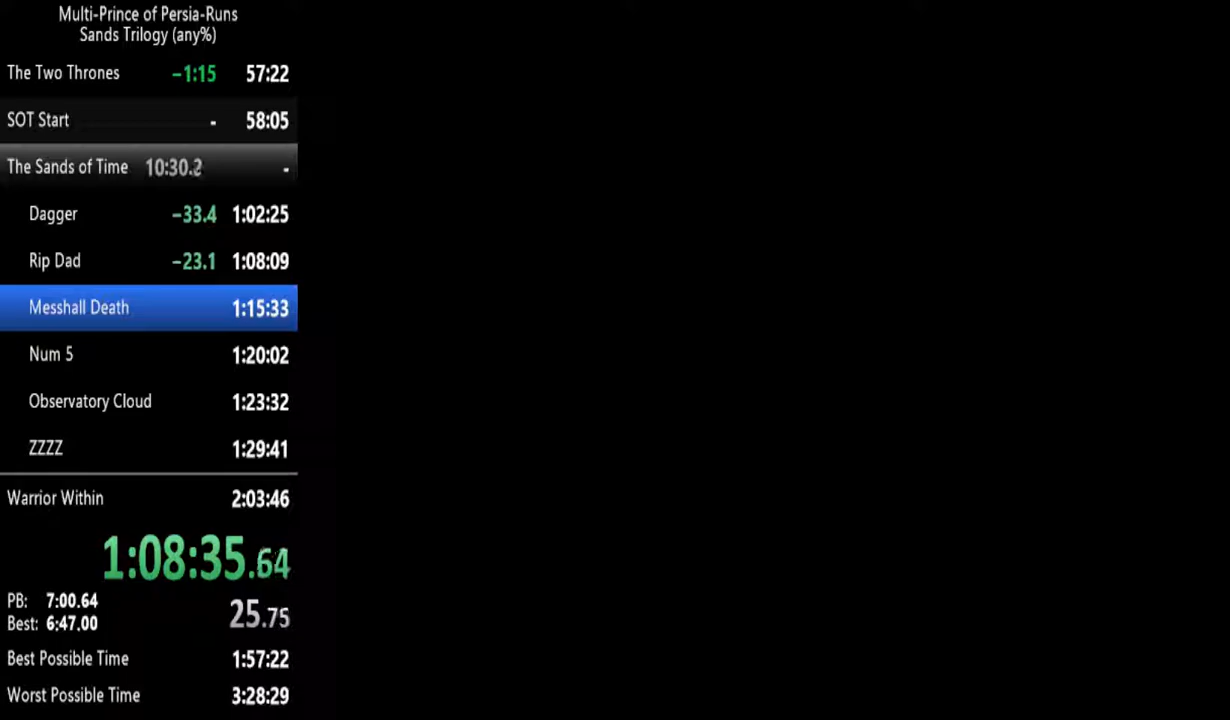 Multi-Prince of Persia-Runs
Sands Trilogy (any%)
The Two Thrones -1:15 57:22
SOT Start - 58:05
The Sands of Time 10:30.2 -
Dagger -33.4 1:02:25
Rip Dad -23.1 1:08:09
Messhall Death 1:15:33
Num 5 1:20:02
Observatory Cloud 1:23:32
ZZZZ 1:29:41
Warrior Within 2:03:46
1:08:35.64
PB: 7:00.64
Best: 6:47.00
25.75
Best Possible Time 1:57:22
Worst Possible Time 3:28:29